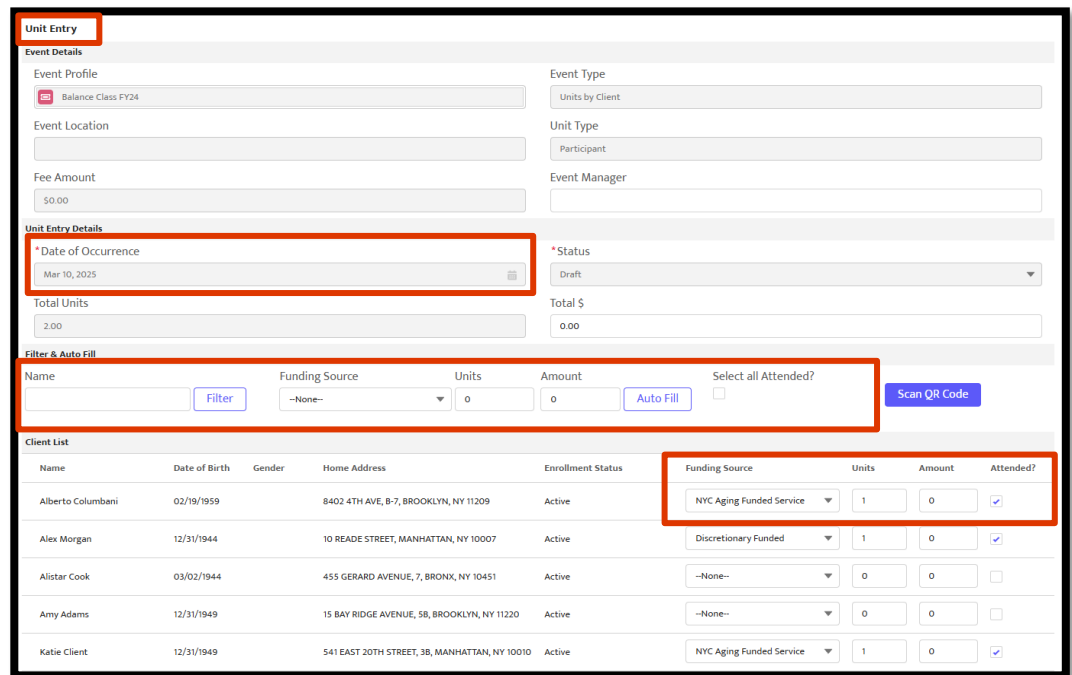 Unit Entry
Event Details
Event Profile Event Type
Balance Class FY24 Units by Client
Event Location Unit Type
Participant
Fee Amount Event Manager
$0.00
Unit Entry Details
*Date of Occurrence *Status
Mar 10, 2025 Draft
Total Units Total $
2.00 0.00
Filter & Auto Fill
Name Funding Source Units Amount Select all Attended?
Filter --None-- 0 0 Auto Fill Scan QR Code
Client List
Name Date of Birth Gender Home Address Enrollment Status Funding Source Units Amount Attended?
Alberto Columbani 02/19/1959 8402 4TH AVE, B-7, BROOKLYN, NY 11209 Active NYC Aging Funded Service 1 0
Alex Morgan 12/31/1944 10 READE STREET, MANHATTAN, NY 10007 Active Discretionary Funded 1 0
Alistar Cook 03/02/1944 455 GERARD AVENUE, 7, BRONX, NY 10451 Active --None-- 0 0
Amy Adams 12/31/1949 15 BAY RIDGE AVENUE, 5B, BROOKLYN, NY 11220 Active --None-- 0 0
Katie Client 12/31/1949 541 EAST 20TH STREET, 3B, MANHATTAN, NY 10010 Active NYC Aging Funded Service 1 0